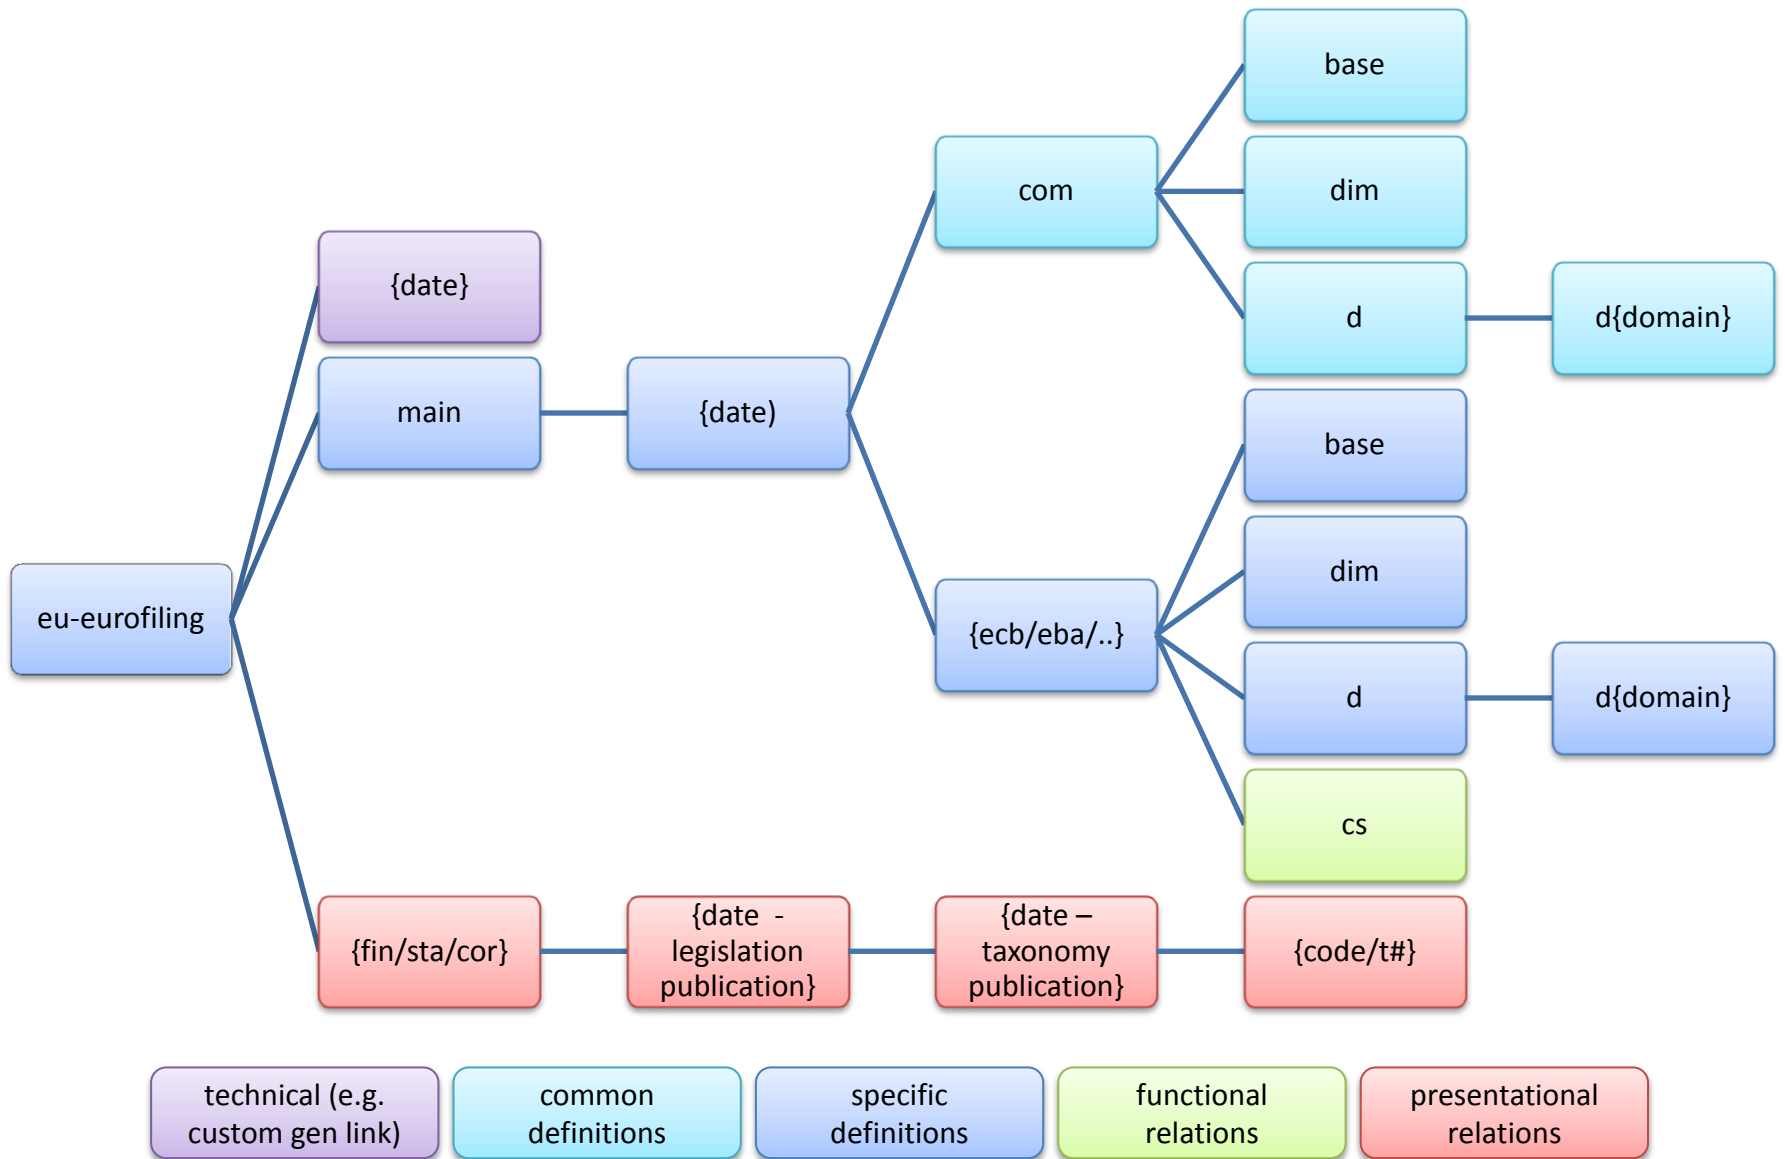 base
com
dim
{date}
d
d{domain}
main
{date)
base
dim
eu-eurofiling
{ecb/eba/..}
d
d{domain}
cs
{fin/sta/cor}
{date  -
legislation
publication}
{date –
taxonomy
publication}
{code/t#}
technical (e.g.
custom gen link)
common
definitions
specific
definitions
functional
relations
presentational
relations